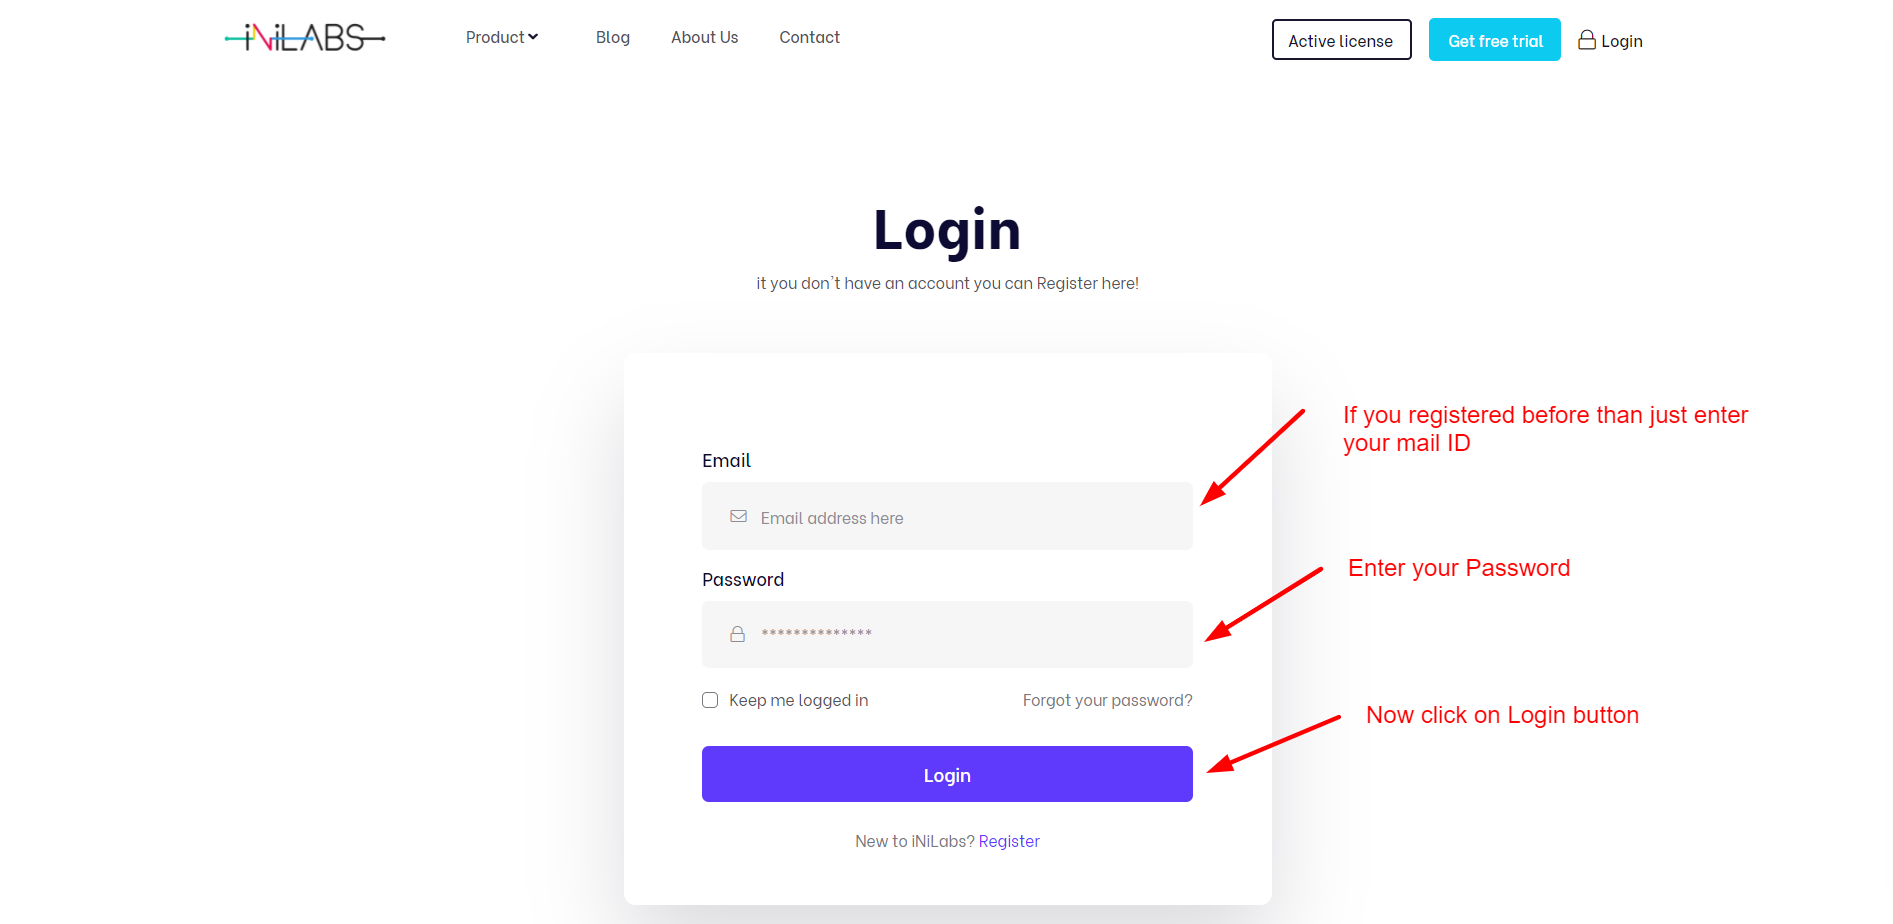 iNiLABS
Product
Blog
About Us
Contact
Active license
Get free trial
Login
Login
it you don't have an account you can Register here!
If you registered before than just enter
your mail ID
Email
Email address here
Enter your Password
Password
**************
Keep me logged in
Forgot your password?
Now click on Login button
Login
New to iNiLabs? Register